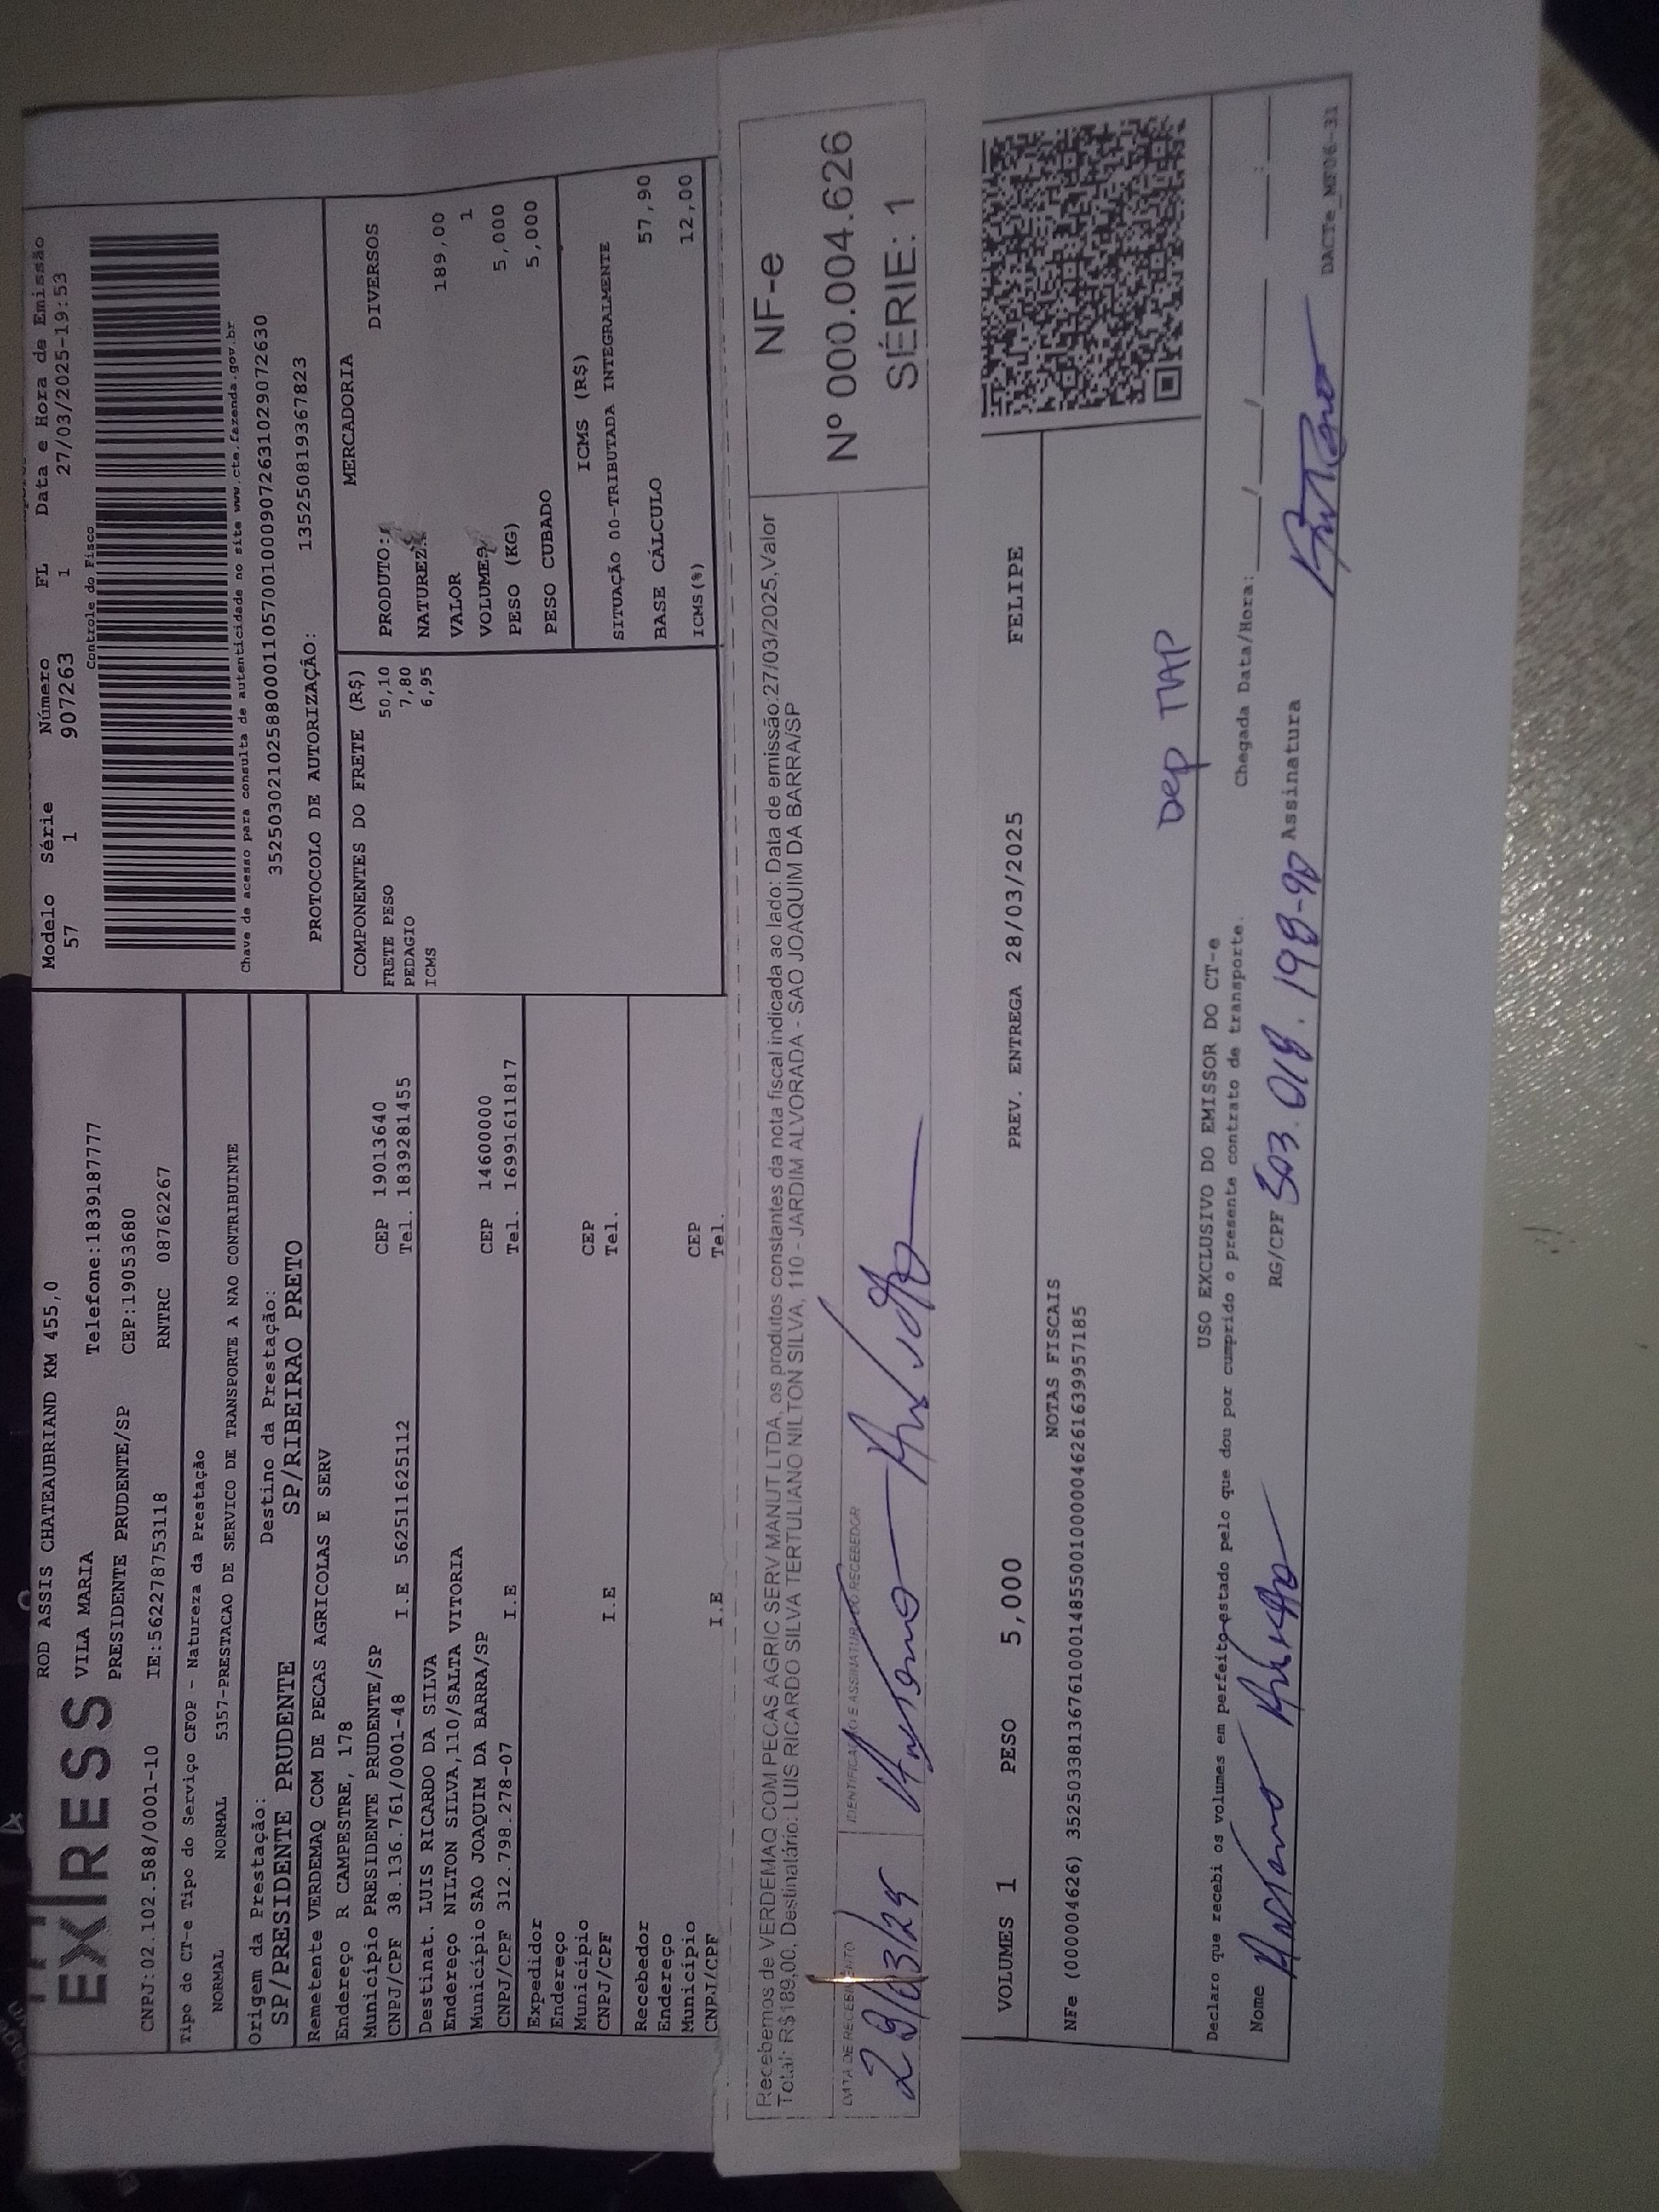 EX RESS
ROD ASSIS CHATEAUBRIAND KM 455,0
VILA MARIA Telefone:1839187777
PRESIDENTE PRUDENTE/SP CEP:19053680
CNPJ:02.102.588/0001-10 IE:562278753118 RNTRC 08762267
Tipo do CT-e Tipo do Serviço CFOP - Natureza da Prestação
NORMAL NORMAL 5357-PRESTACAO DE SERVICO DE TRANSPORTE A NAO CONTRIBUINTE
Origem da Prestação: Destino da Prestação:
SP/PRESIDENTE PRUDENTE SP/RIBEIRAO PRETO
Remetente VERDEMAQ COM DE PECAS AGRICOLAS E SERV
Endereço R CAMPESTRE, 178
Município PRESIDENTE PRUDENTE/SP CEP 19013640
CNPJ/CPF 38.136.761/0001-48 I.E 562511625112 Tel. 1839281455
Destinat. LUIS RICARDO DA SILVA
Endereço NILTON SILVA,110/SALTA VITORIA
Município SAO JOAQUIM DA BARRA/SP CEP 14600000
CNPJ/CPF 312.798.278-07 I.E Tel. 16991611817
Expedidor
Endereço
Município CEP
CNPJ/CPF I.E Tel.
Recebedor
Endereço
Município CEP
CNPJ/CPF I.E Tel.
Modelo Série Número FL Data e Hora de Emissão
57 1 907263 1 27/03/2025-19:53
Controle do Fisco
Chave de acesso para consulta de autenticidade no site www.cte.fazenda.gov.br
35250302102588000110570010009072631029072630
PROTOCOLO DE AUTORIZAÇÃO: 135250819367823
COMPONENTES DO FRETE (R$)
FRETE PESO 50,10
PEDAGIO 7,80
ICMS 6,95
MERCADORIA
PRODUTO: DIVERSOS
NATUREZA
VALOR 189,00
VOLUMES 1
PESO (KG) 5,000
PESO CUBADO 5,000
ICMS (R$)
SITUAÇÃO 00-TRIBUTADA INTEGRALMENTE
BASE CÁLCULO 57,90
ICMS(%) 12,00
Recebemos de VERDEMAQ COM PECAS AGRIC SERV MANUT LTDA, os produtos constantes da nota fiscal indicada ao lado: Data de emissão:27/03/2025,Valor
Total: R$189,00, Destinatário: LUIS RICARDO SILVA TERTULIANO NILTON SILVA, 110 - JARDIM ALVORADA - SAO JOAQUIM DA BARRA/SP
DATA DE RECEBIMENTO IDENTIFICAÇÃO E ASSINATURA DO RECEBEDOR
NF-e
Nº 000.004.626
SÉRIE: 1
VOLUMES 1 PESO 5,000 PREV. ENTREGA 28/03/2025 FELIPE
NOTAS FISCAIS
NFe (000004626) 35250338136761000148550010000046261639957185
DEP TIAP
USO EXCLUSIVO DO EMISSOR DO CT-e
Declaro que recebi os volumes em perfeito estado pelo que dou por cumprido o presente contrato de transporte. Chegada Data/Hora: / / :
Nome RG/CPF Assinatura
DACTe_MF06-31